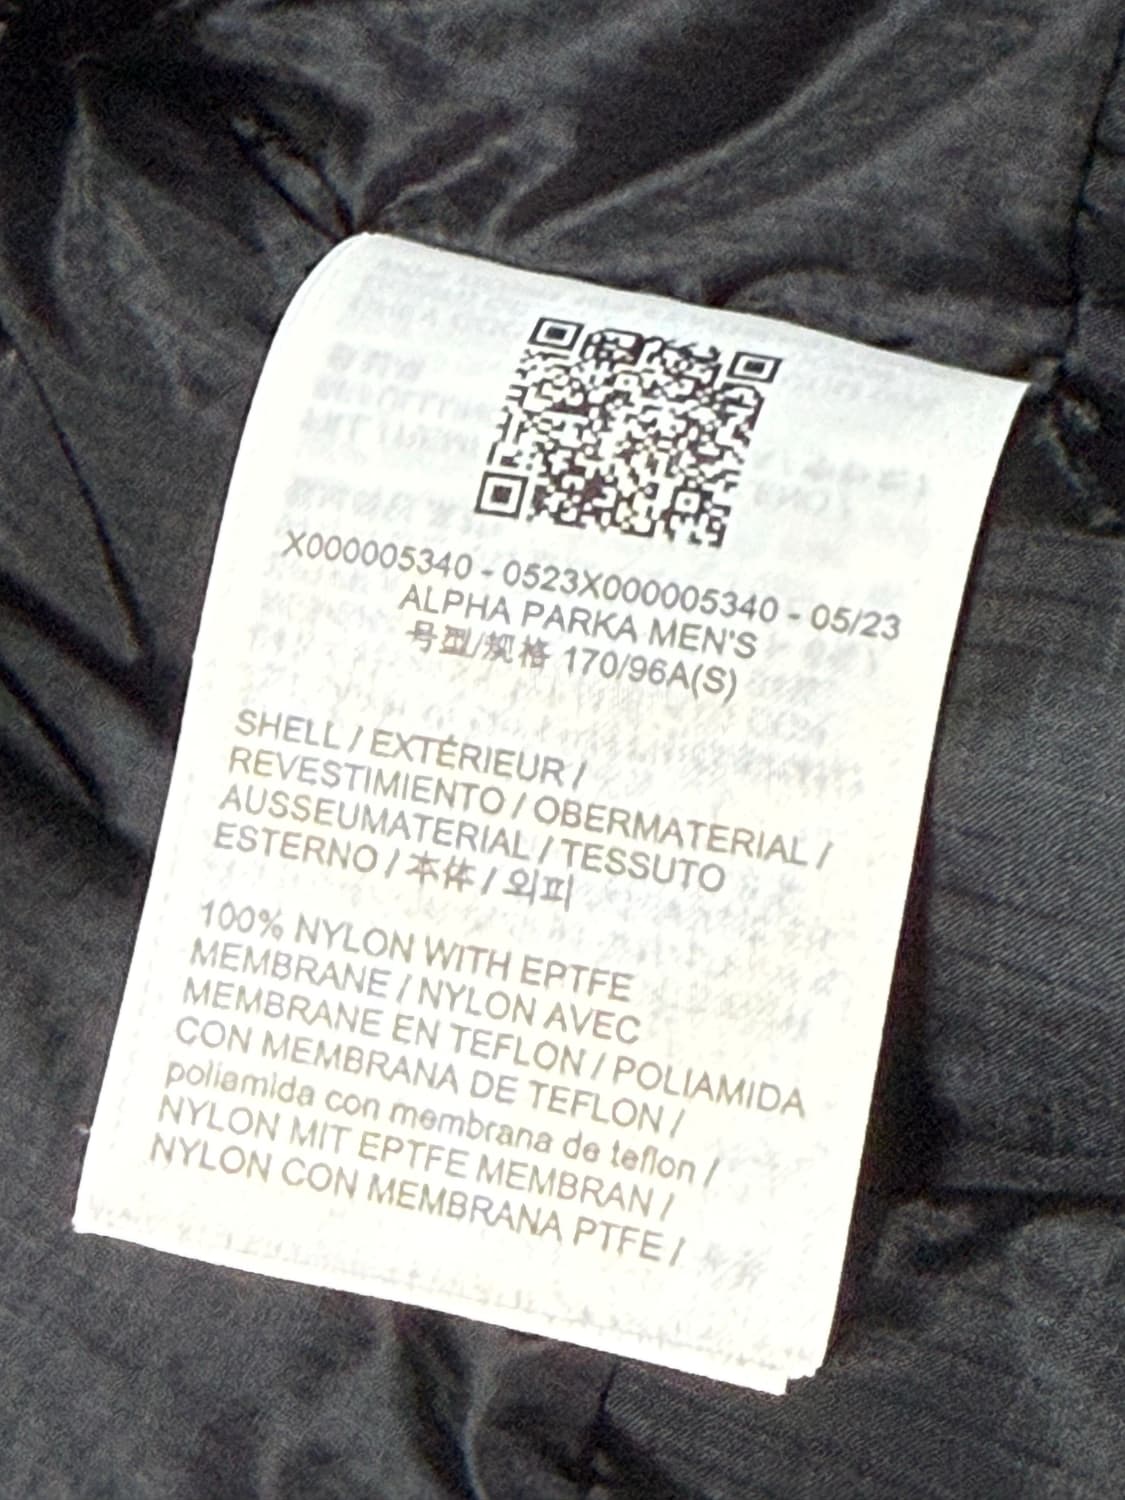 X000005340 - 0523X000005340 - 05/23
ALPHA PARKA MEN'S
号型/规格 170/96A(S)
SHELL / EXTÉRIEUR /
REVESTIMIENTO / OBERMATERIAL /
AUSSEUMATERIAL / TESSUTO
ESTERNO / 本体 / 외피
100% NYLON WITH EPTFE
MEMBRANE / NYLON AVEC
MEMBRANE EN TEFLON / POLIAMIDA
CON MEMBRANA DE TEFLON /
poliamida con membrana de teflon /
NYLON MIT EPTFE MEMBRAN /
NYLON CON MEMBRANA PTFE /